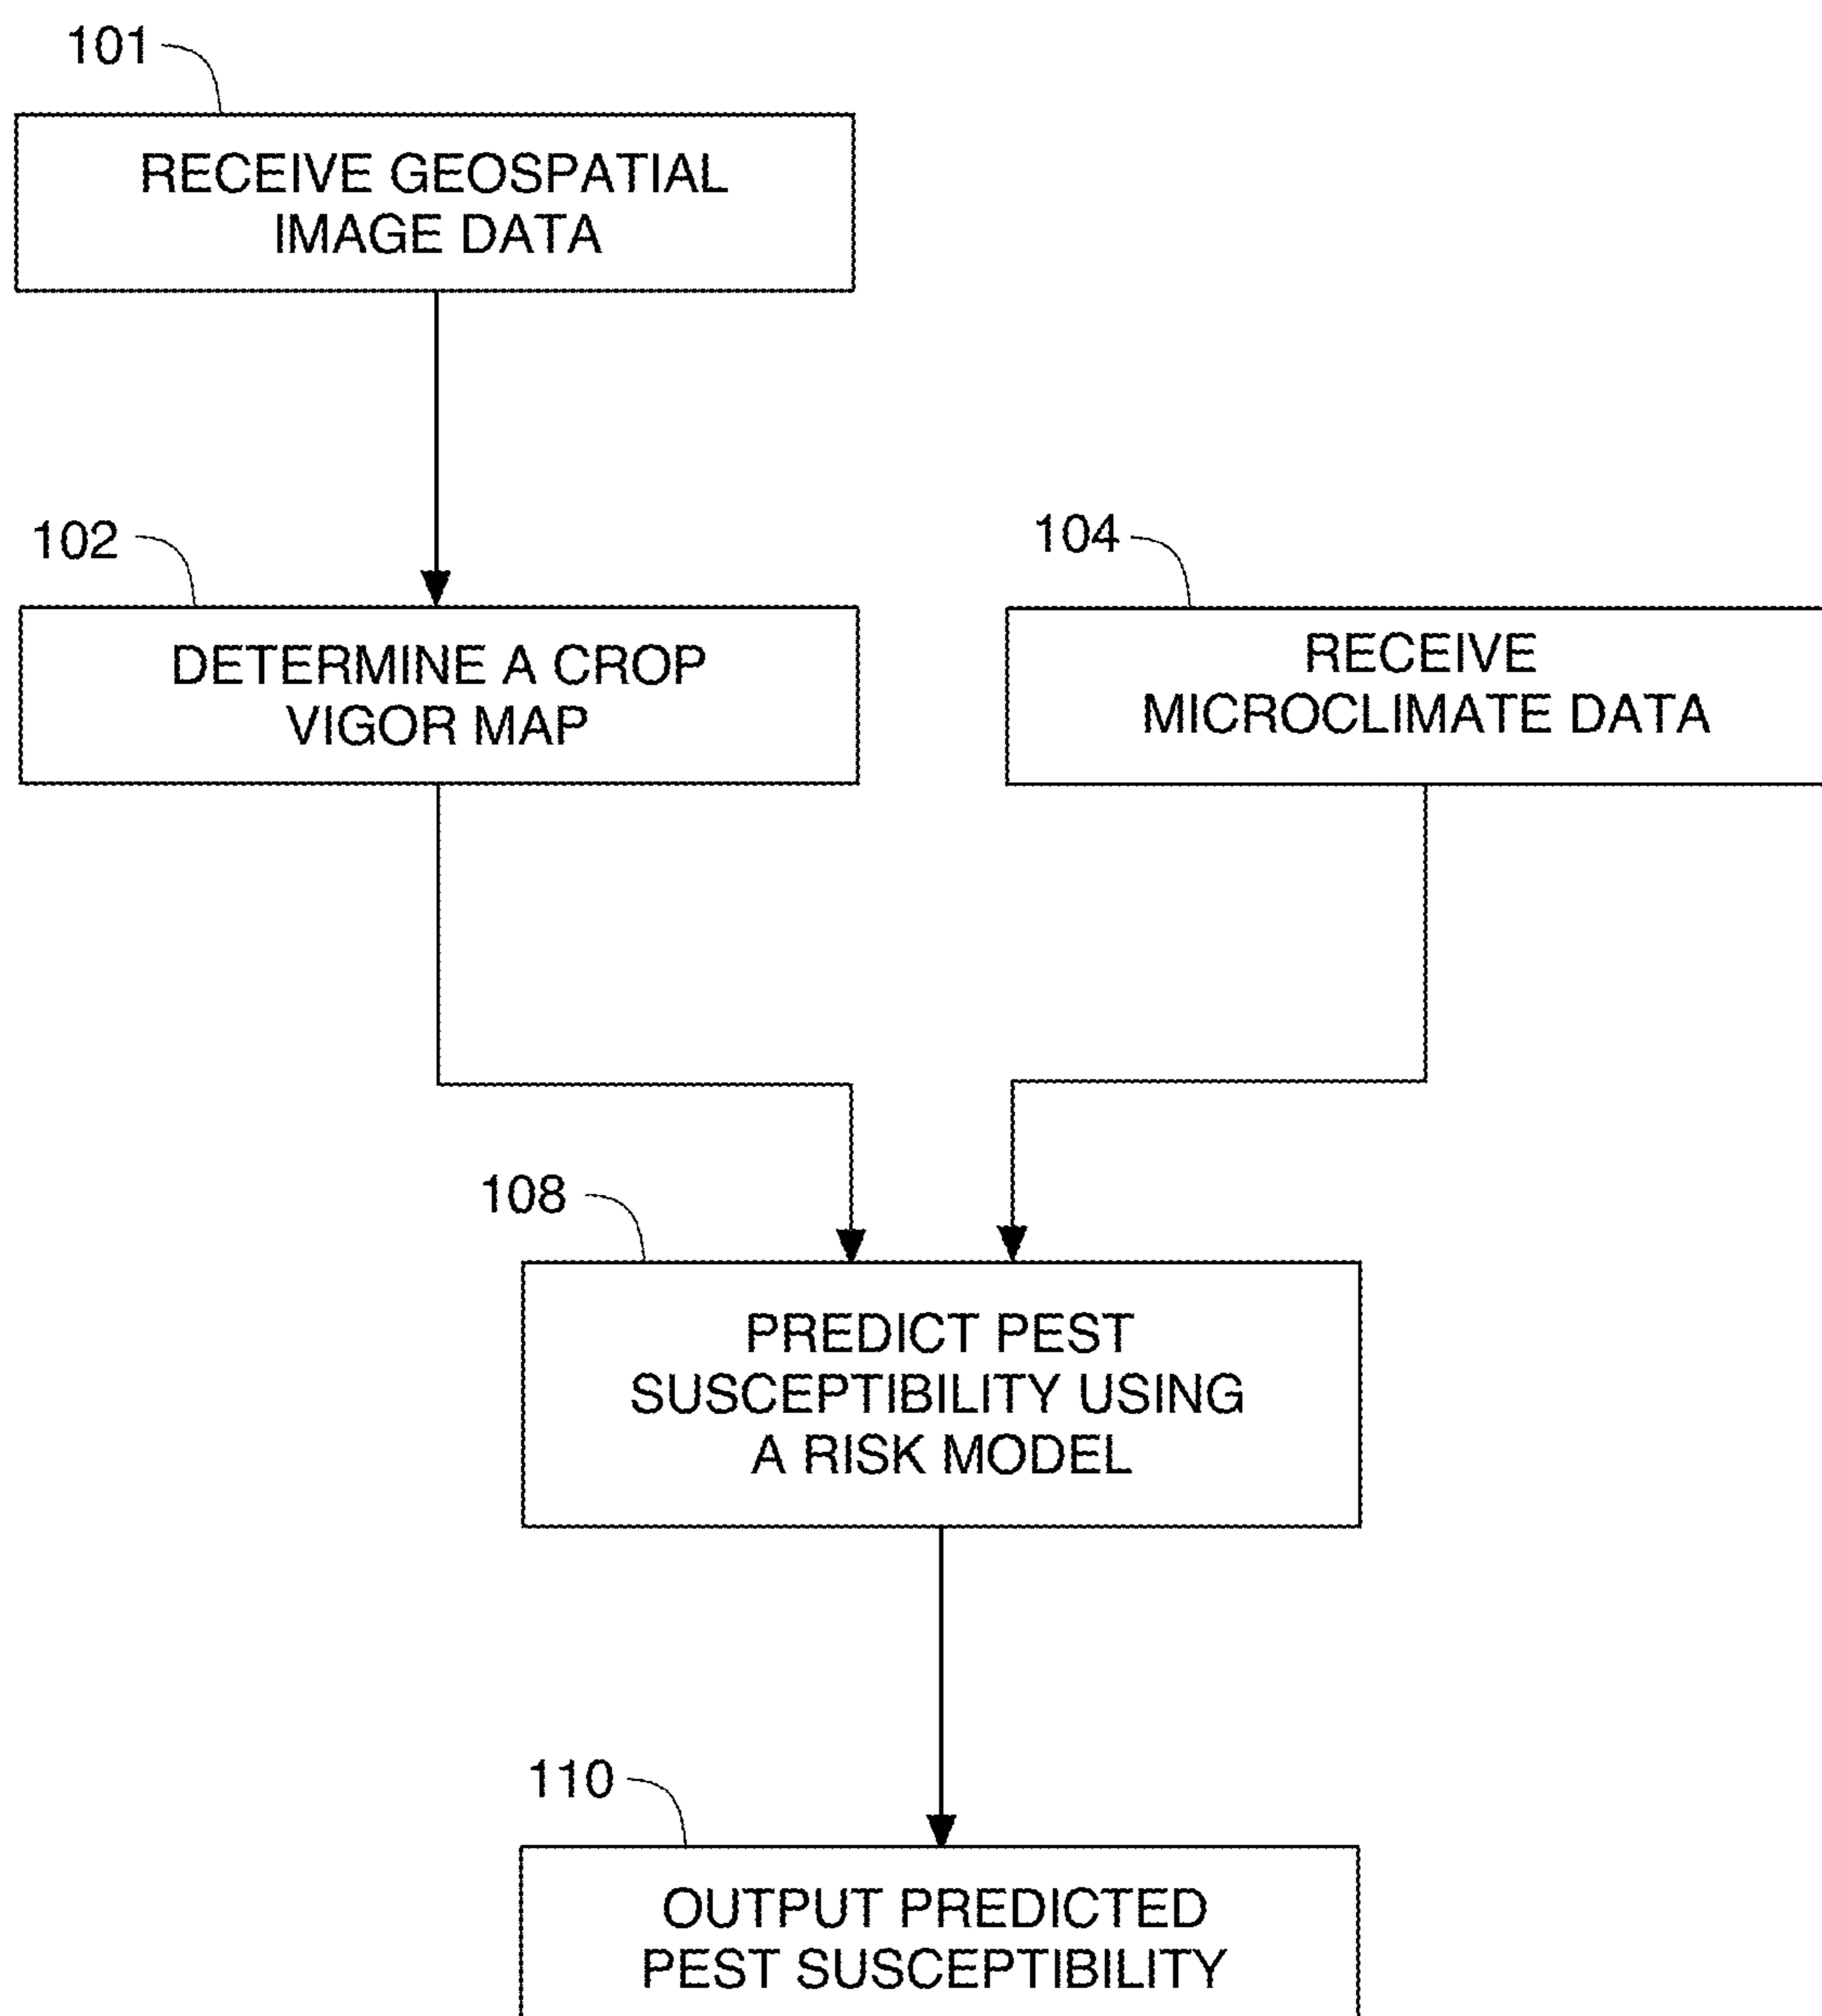 101
RECEIVE GEOSPATIAL
IMAGE DATA
102
DETERMINE A CROP
VIGOR MAP
104
RECEIVE
MICROCLIMATE DATA
108
PREDICT PEST
SUSCEPTIBILITY USING
A RISK MODEL
110
OUTPUT PREDICTED
PEST SUSCEPTIBILITY